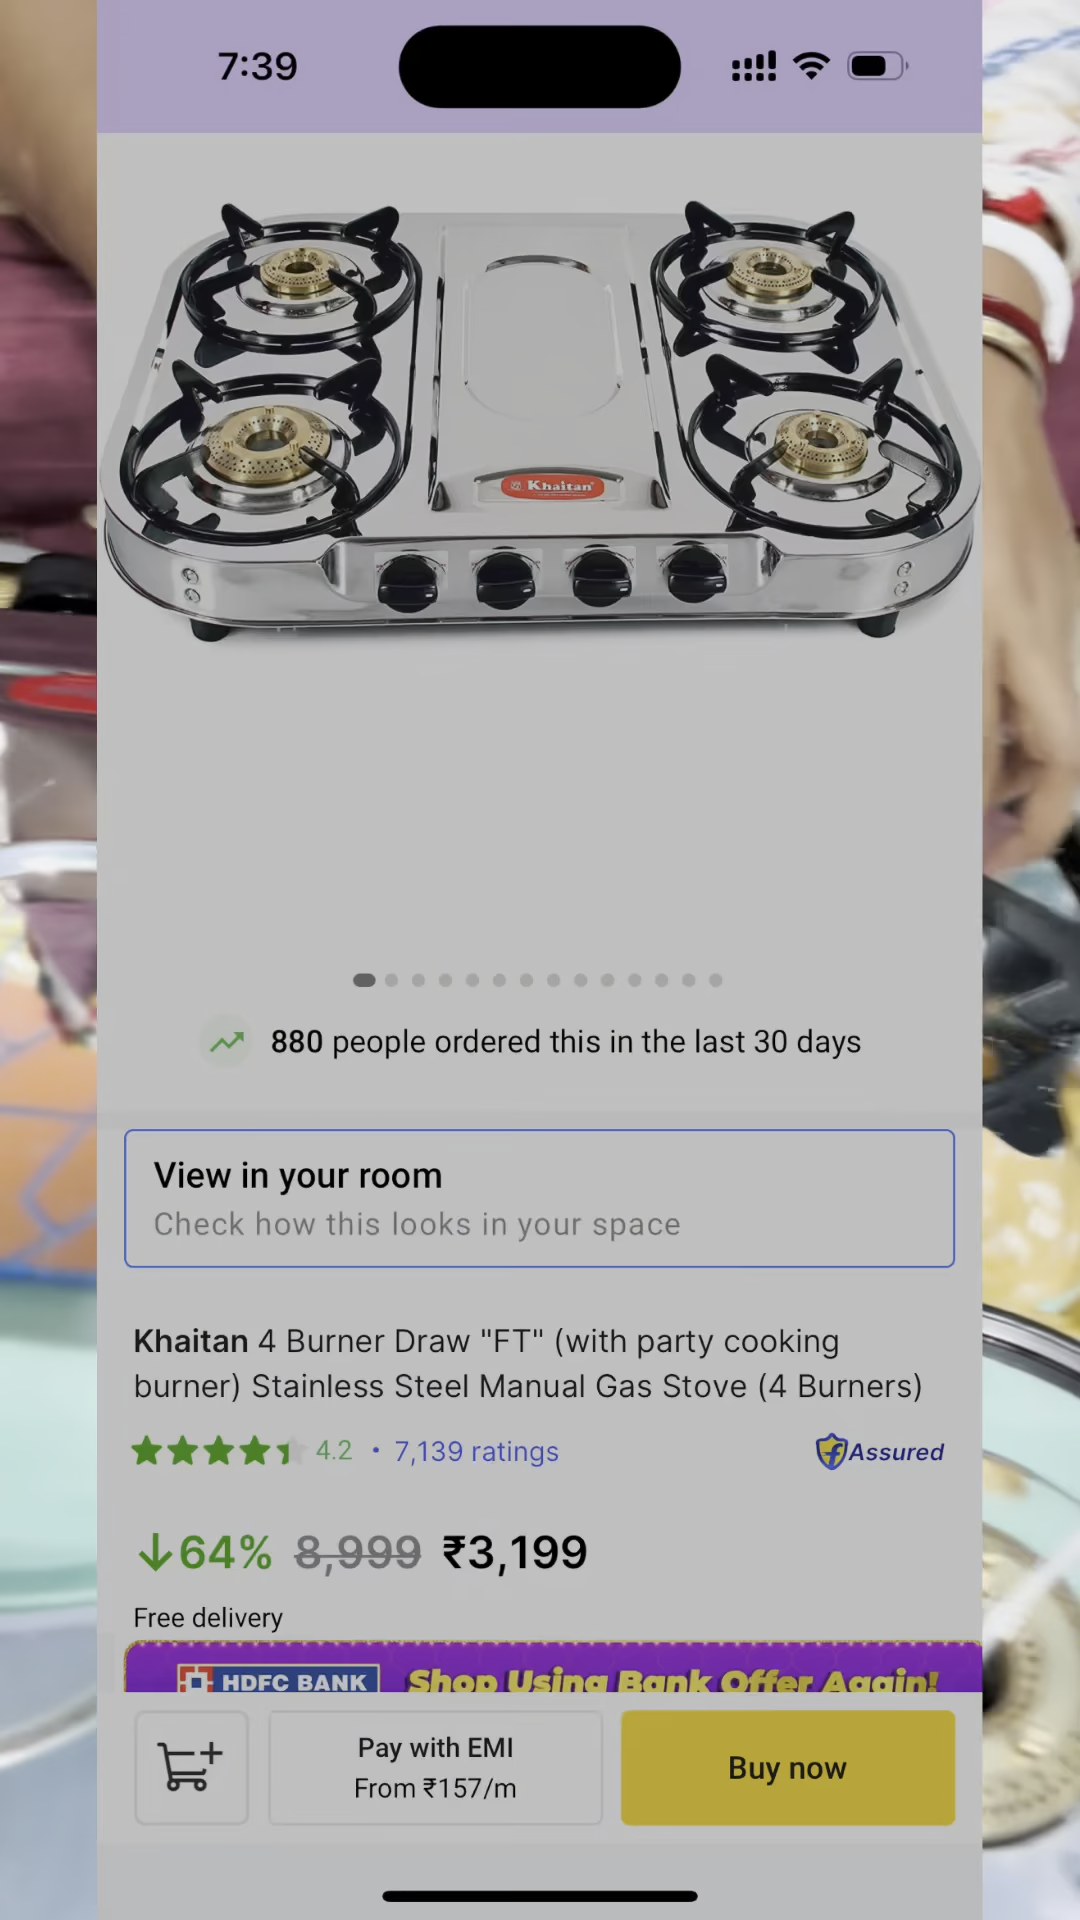 7:39
Khaitan
880 people ordered this in the last 30 days
View in your room
Check how this looks in your space
Khaitan 4 Burner Draw "FT" (with party cooking
burner) Stainless Steel Manual Gas Stove (4 Burners)
4.2 • 7,139 ratings
f Assured
↓64% 8,999 ₹3,199
Free delivery
HDFC BANK Shop Using Bank Offer Again!
Pay with EMI
From ₹157/m
Buy now